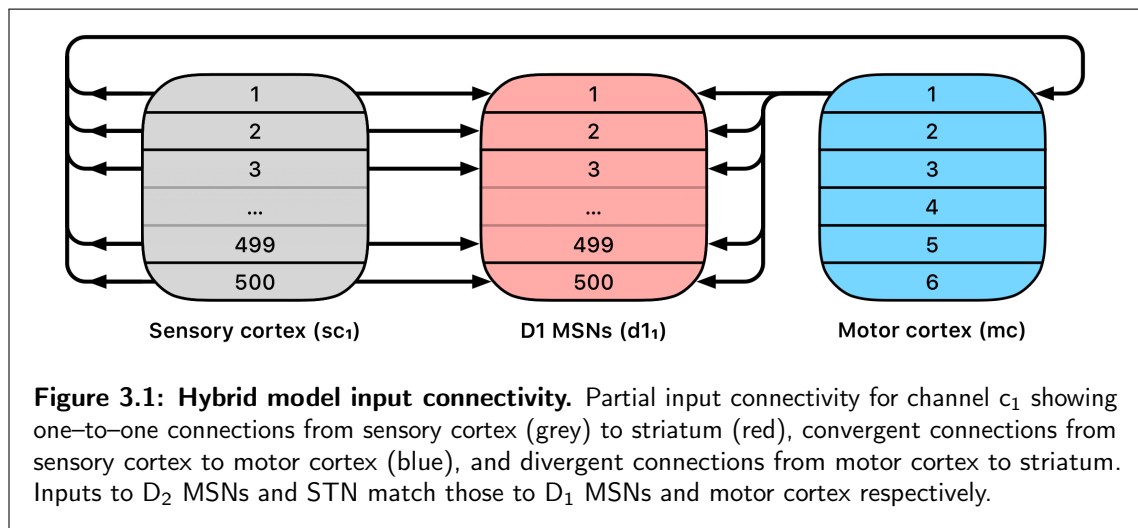 1 1 1
2 2 2
3 3 3
... ... 4
499 499 5
500 500 6
Sensory cortex (sc₁) D1 MSNs (d1₁) Motor cortex (mc)
Figure 3.1: Hybrid model input connectivity. Partial input connectivity for channel c₁ showing
one–to–one connections from sensory cortex (grey) to striatum (red), convergent connections from
sensory cortex to motor cortex (blue), and divergent connections from motor cortex to striatum.
Inputs to D₂ MSNs and STN match those to D₁ MSNs and motor cortex respectively.